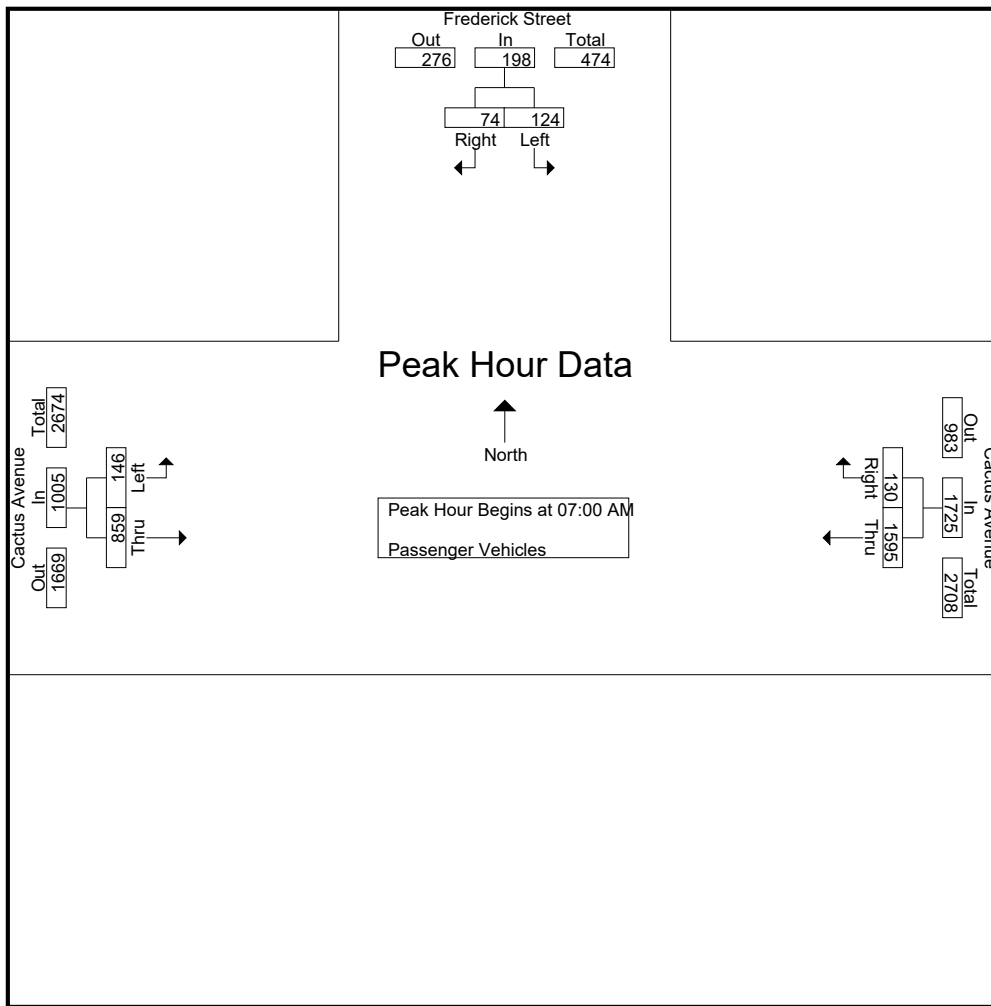 Frederick Street
Out In Total
276 198 474
74 124
Right Left
Peak Hour Data
North
Peak Hour Begins at 07:00 AM
Passenger Vehicles
Cactus Avenue
Out In Total
1669 1005 2674
859 146
Thru Left
Cactus Avenue
Out In Total
983 1725 2708
130 1595
Right Thru